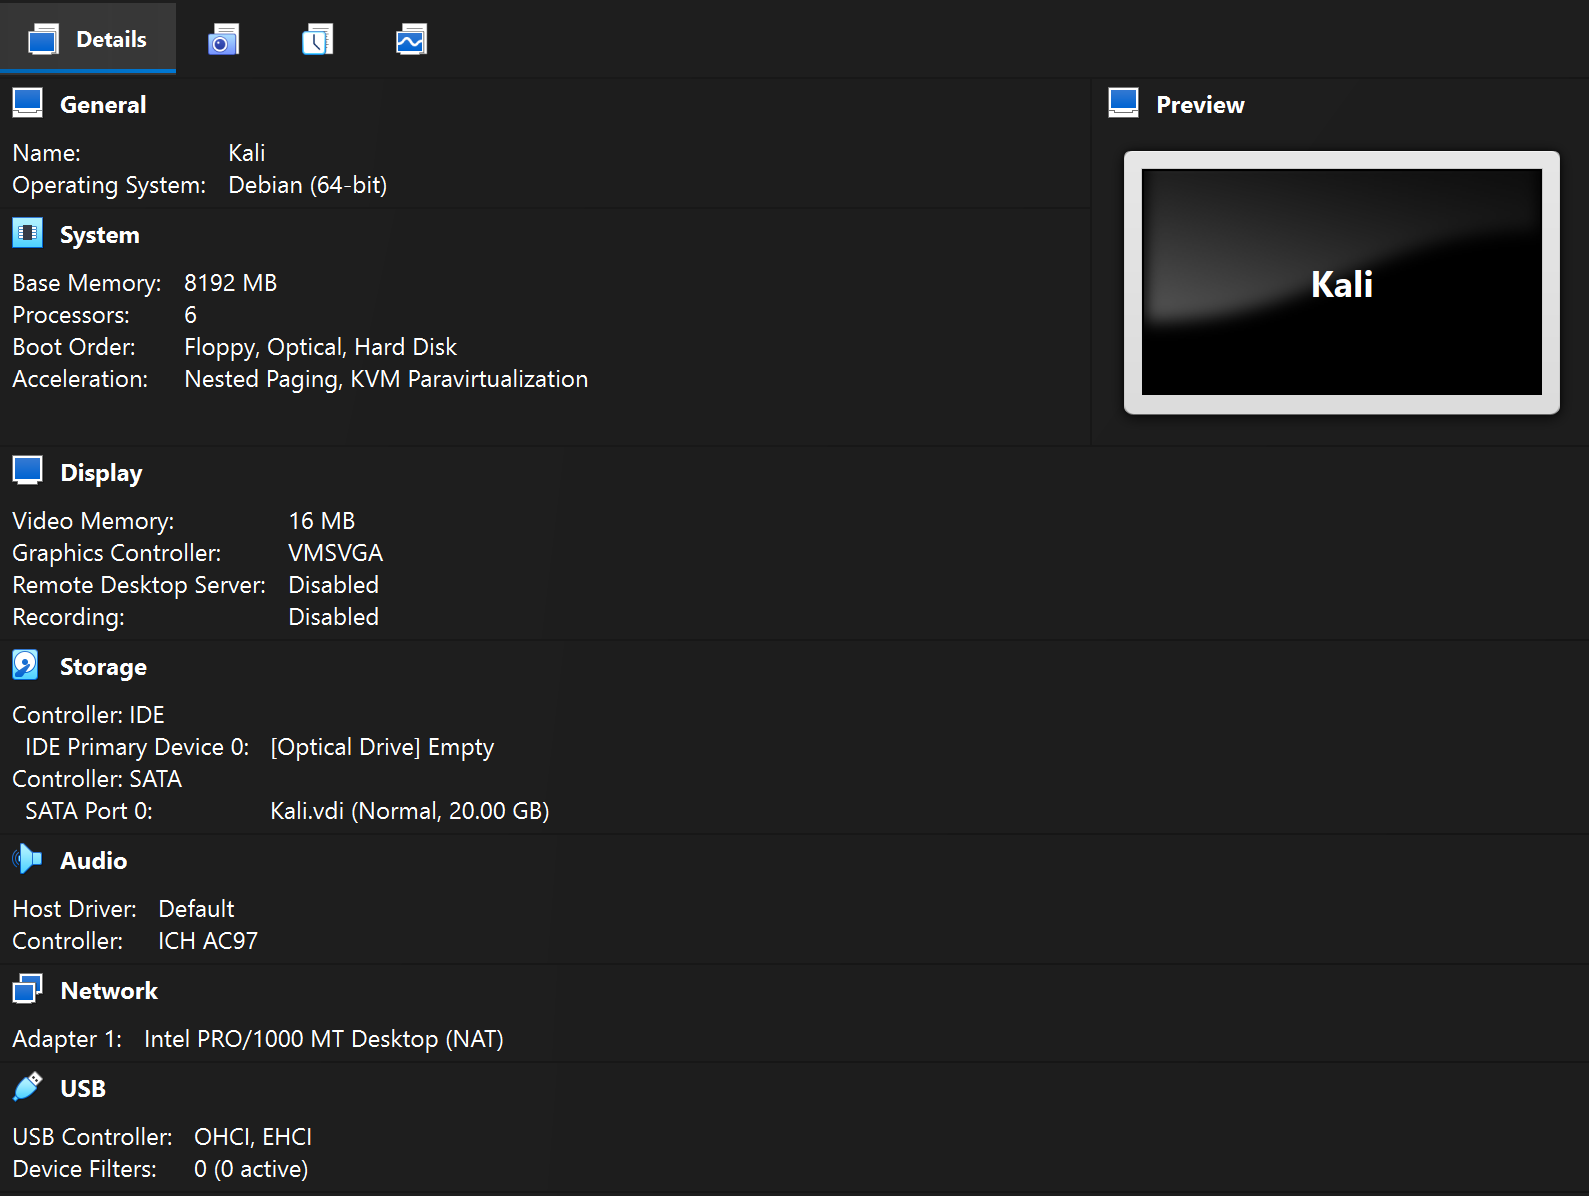 Details
General
Name: Kali
Operating System: Debian (64-bit)
System
Base Memory: 8192 MB
Processors: 6
Boot Order: Floppy, Optical, Hard Disk
Acceleration: Nested Paging, KVM Paravirtualization
Preview
Kali
Display
Video Memory: 16 MB
Graphics Controller: VMSVGA
Remote Desktop Server: Disabled
Recording: Disabled
Storage
Controller: IDE
IDE Primary Device 0: [Optical Drive] Empty
Controller: SATA
SATA Port 0: Kali.vdi (Normal, 20.00 GB)
Audio
Host Driver: Default
Controller: ICH AC97
Network
Adapter 1: Intel PRO/1000 MT Desktop (NAT)
USB
USB Controller: OHCI, EHCI
Device Filters: 0 (0 active)